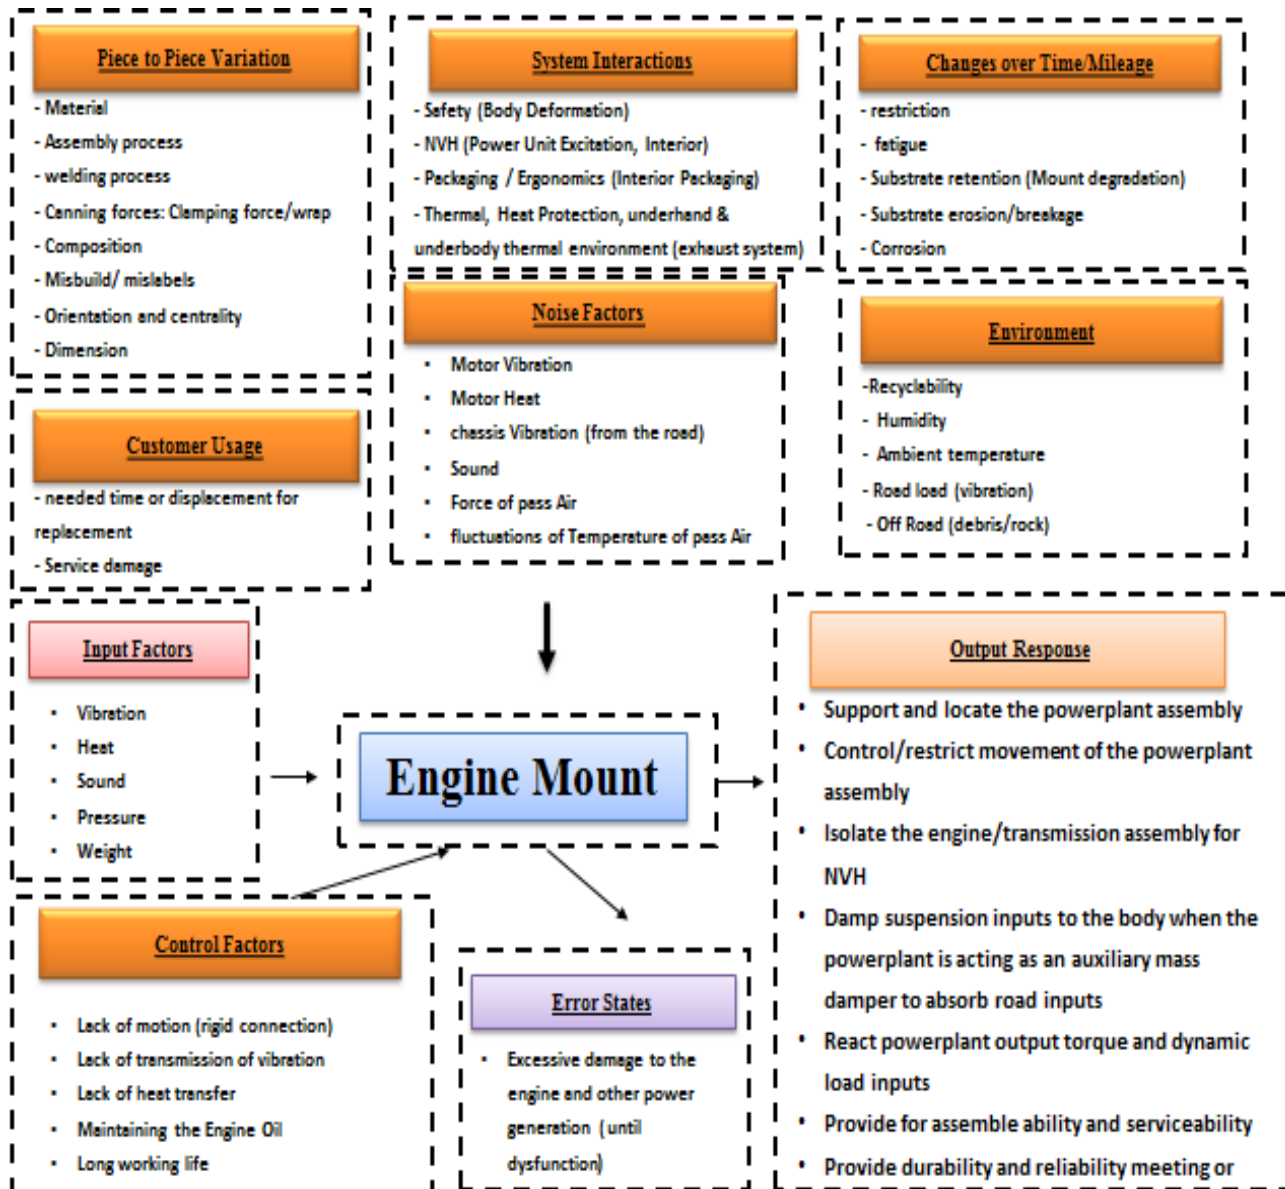 Piece to Piece Variation
- Material
- Assembly process
- welding process
- Canning forces: Clamping force/wrap
- Composition
- Misbuild/ mislabels
- Orientation and centrality
- Dimension
System Interactions
- Safety (Body Deformation)
- NVH (Power Unit Excitation, Interior)
- Packaging / Ergonomics (Interior Packaging)
- Thermal, Heat Protection, underhand &
underbody thermal environment (exhaust system)
Changes over Time/Mileage
- restriction
- fatigue
- Substrate retention (Mount degradation)
- Substrate erosion/breakage
- Corrosion
Customer Usage
- needed time or displacement for
replacement
- Service damage
Noise Factors
• Motor Vibration
• Motor Heat
• chassis Vibration (from the road)
• Sound
• Force of pass Air
• fluctuations of Temperature of pass Air
Environment
-Recyclability
- Humidity
- Ambient temperature
- Road load (vibration)
- Off Road (debris/rock)
Input Factors
• Vibration
• Heat
• Sound
• Pressure
• Weight
Engine Mount
Output Response
• Support and locate the powerplant assembly
• Control/restrict movement of the powerplant
assembly
• Isolate the engine/transmission assembly for
NVH
• Damp suspension inputs to the body when the
powerplant is acting as an auxiliary mass
damper to absorb road inputs
• React powerplant output torque and dynamic
load inputs
• Provide for assemble ability and serviceability
• Provide durability and reliability meeting or
Control Factors
• Lack of motion (rigid connection)
• Lack of transmission of vibration
• Lack of heat transfer
• Maintaining the Engine Oil
• Long working life
Error States
• Excessive damage to the
engine and other power
generation ( until
dysfunction)